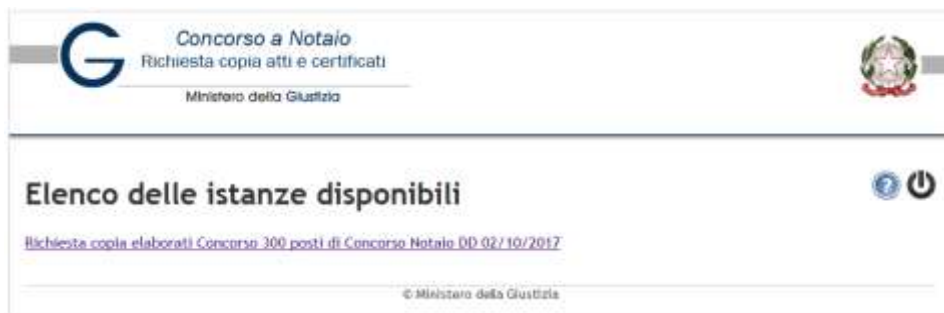 Concorso a Notaio
Richiesta copia atti e certificati
Ministero della Giustizia
Elenco delle istanze disponibili
Richiesta copia elaborati Concorso 300 posti di Concorso Notaio DD 02/10/2017
© Ministero della Giustizia